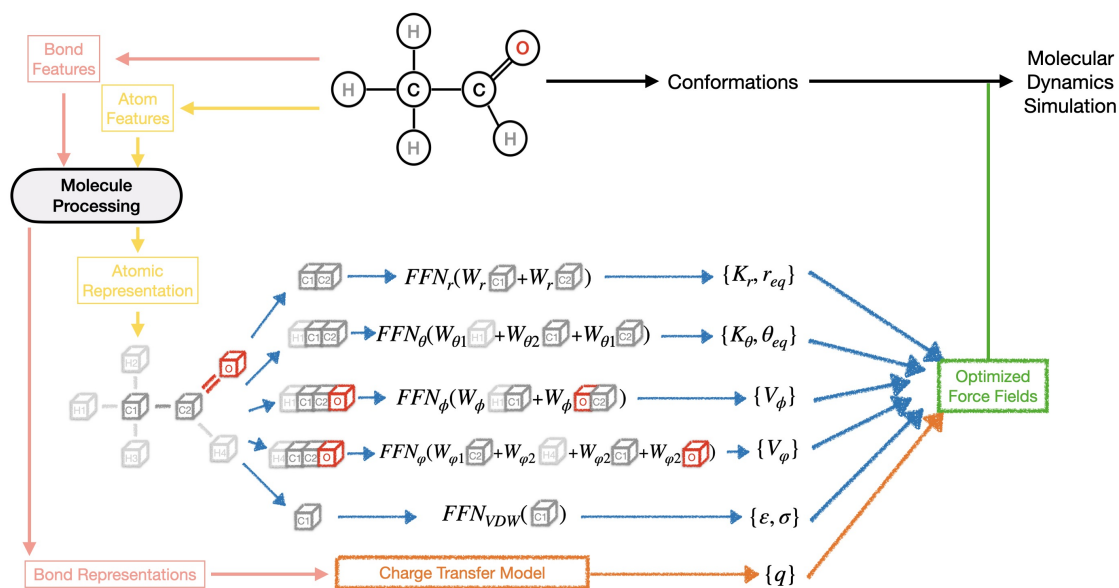 Bond
Features
Atom
Features
H
H
C
C
O
H
H
Conformations
Molecular
Dynamics
Simulation
Molecule
Processing
Atomic
Representation
H2
H1
C1
C2
O
H3
H4
C1 C2
FFN_r(W_r C1 + W_r C2)
{K_r, r_eq}
H1 C1 C2
FFN_θ(W_θ1 H1 + W_θ2 C1 + W_θ1 C2)
{K_θ, θ_eq}
H1 C1 C2 O
FFN_ϕ(W_ϕ H1 C1 + W_ϕ O C2)
{V_ϕ}
H4 C1 C2 O
FFN_φ(W_φ1 C2 + W_φ2 H4 + W_φ2 C1 + W_φ2 O)
{V_φ}
C1
FFN_VDW(C1)
{ε, σ}
Optimized
Force Fields
Bond Representations
Charge Transfer Model
{q}